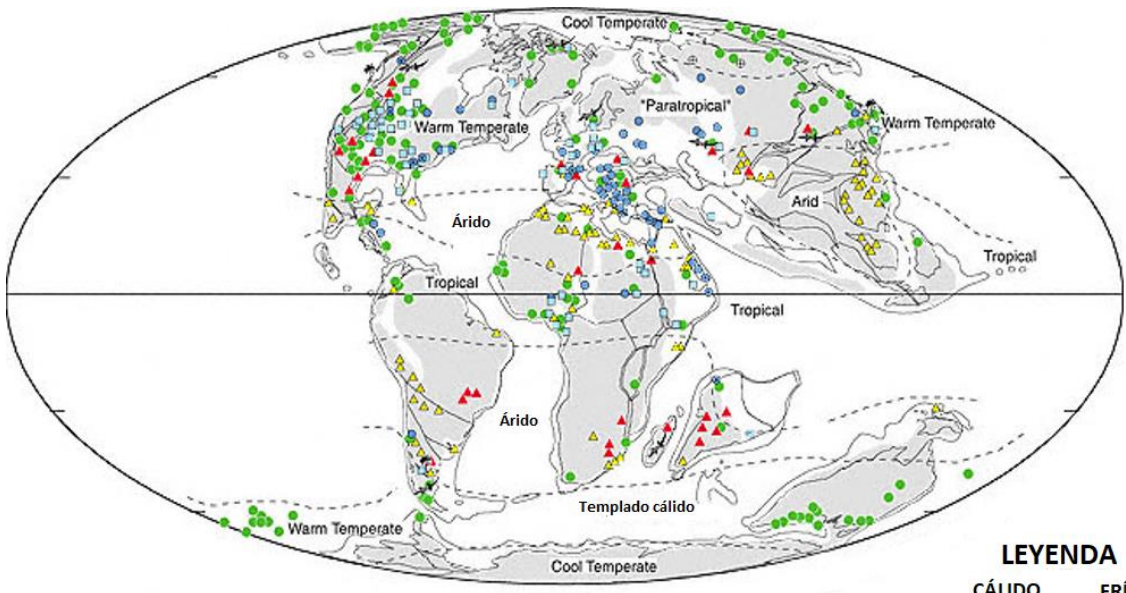 Cool Temperate
"Paratropical"
Warm Temperate
Warm Temperate
Arid
Árido
Tropical
Tropical
Tropical
Árido
Templado cálido
Warm Temperate
Cool Temperate
LEYENDA
CÁLIDO